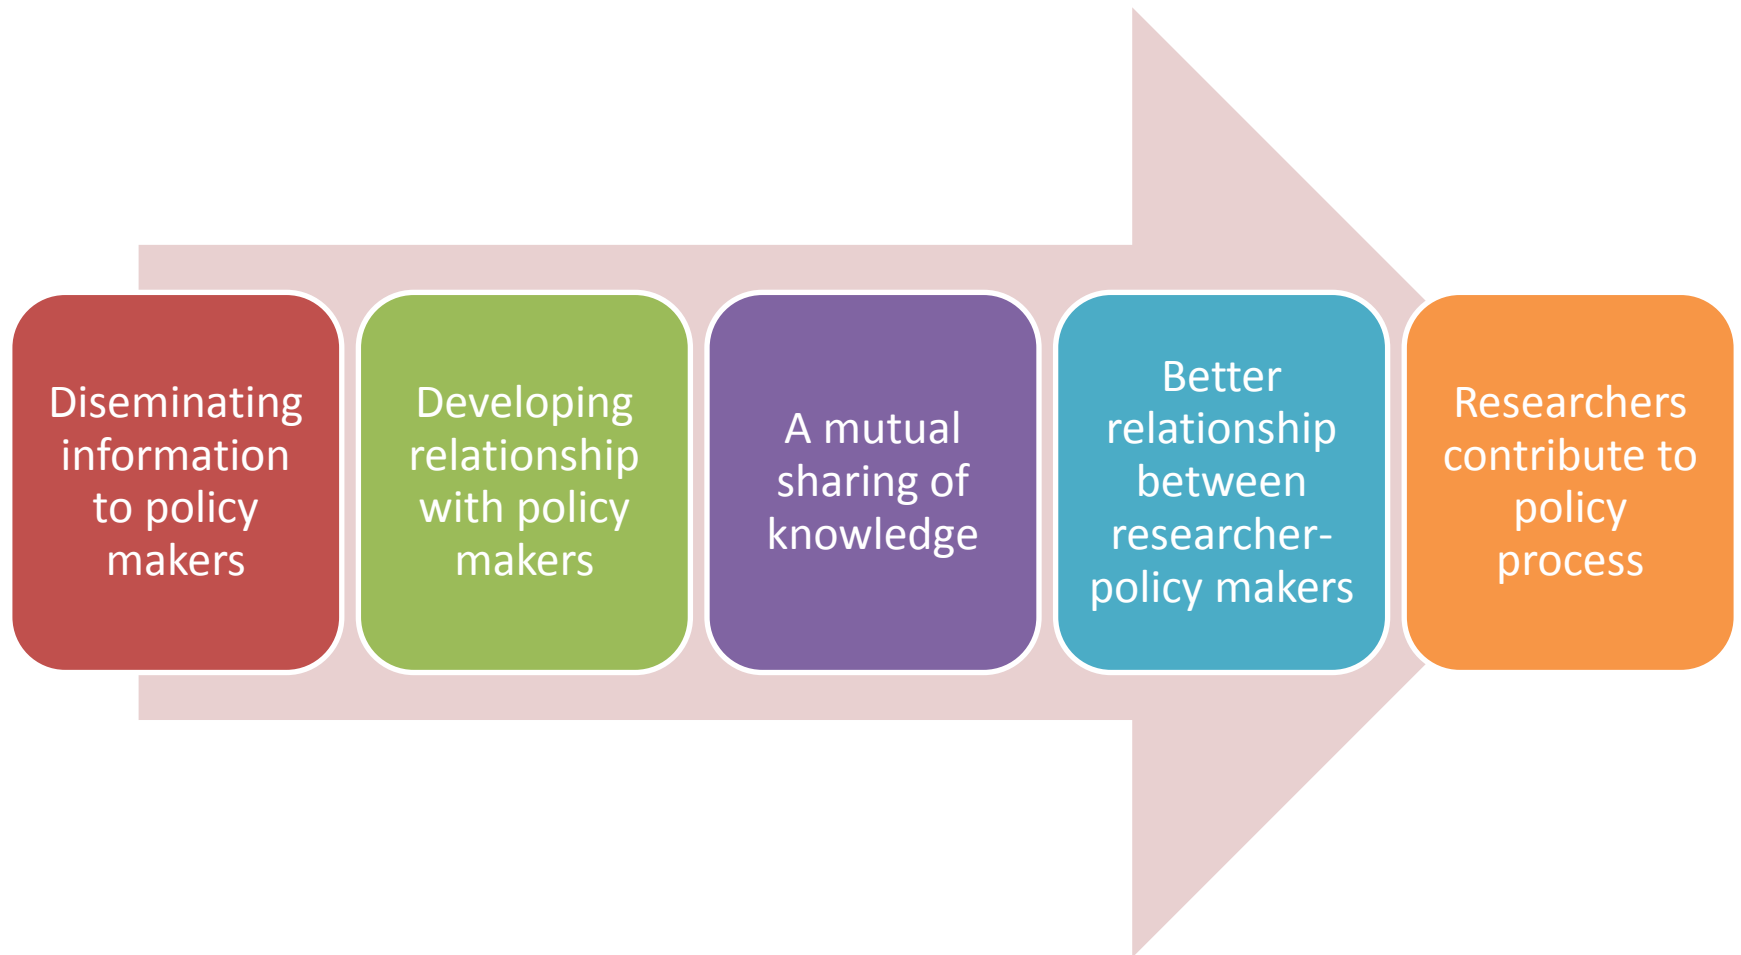 Diseminating
information
to policy
makers
Developing
relationship
with policy
makers
A mutual
sharing of
knowledge
Better
relationship
between
researcher-
policy makers
Researchers
contribute to
policy
process